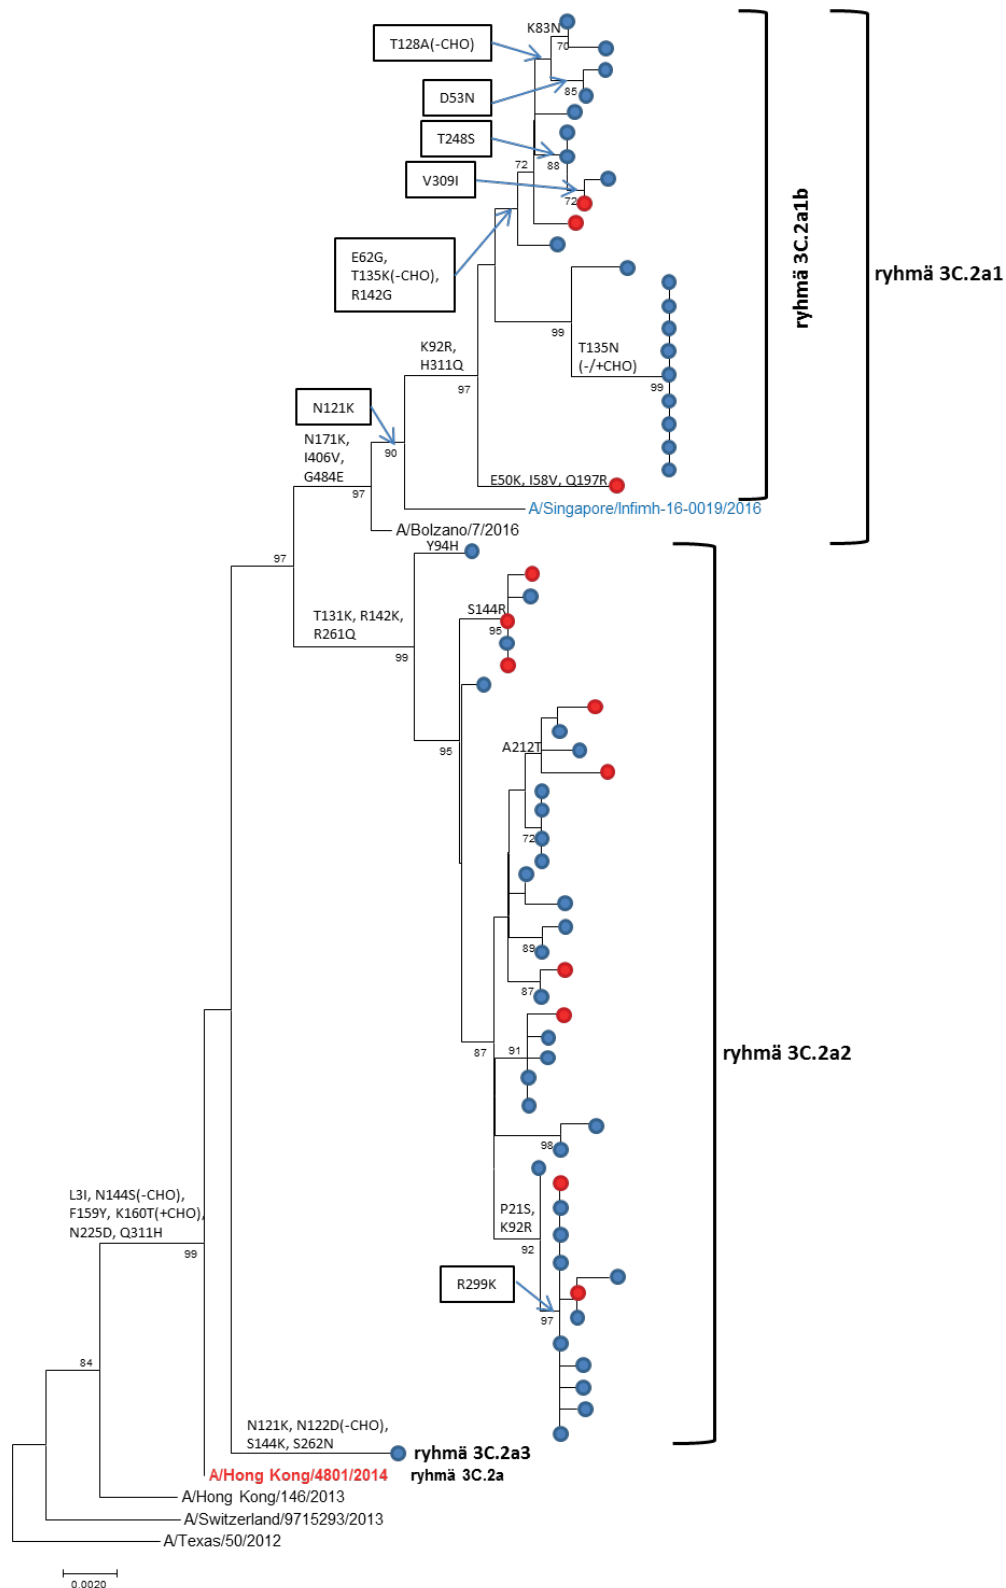 K83N
T128A(-CHO)
70
D53N
85
T248S
72
88
V309I
72
E62G,
T135K(-CHO),
R142G
ryhmä 3C.2a1b
ryhmä 3C.2a1
99
T135N
(-/+CHO)
99
K92R,
H311Q
97
N121K
90
N171K,
I406V,
G484E
97
E50K, I58V, Q197R
A/Singapore/Infimh-16-0019/2016
A/Bolzano/7/2016
Y94H
97
T131K, R142K,
R261Q
99
S144R
95
95
A212T
72
89
87
87
91
ryhmä 3C.2a2
98
P21S,
K92R
92
R299K
97
L3I, N144S(-CHO),
F159Y, K160T(+CHO),
N225D, Q311H
99
84
N121K, N122D(-CHO),
S144K, S262N
ryhmä 3C.2a3
A/Hong Kong/4801/2014 ryhmä 3C.2a
A/Hong Kong/146/2013
A/Switzerland/9715293/2013
A/Texas/50/2012
0.0020